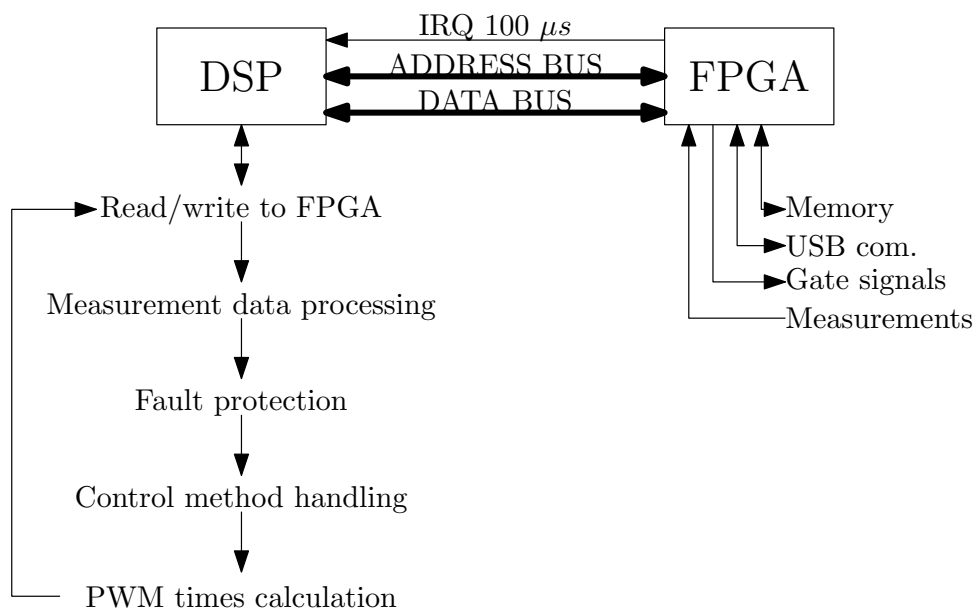 IRQ 100 μs
DSP
ADDRESS BUS
FPGA
DATA BUS
Read/write to FPGA
Measurement data processing
Fault protection
Control method handling
PWM times calculation
Memory
USB com.
Gate signals
Measurements